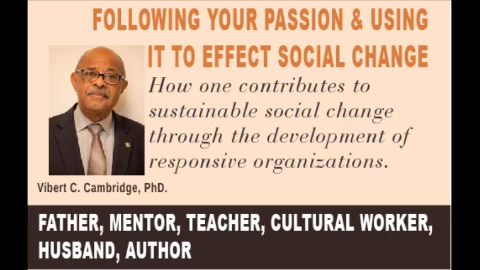 FOLLOWING YOUR PASSION & USING
IT TO EFFECT SOCIAL CHANGE
How one contributes to
sustainable social change
through the development of
responsive organizations.
Vibert C. Cambridge, PhD.
FATHER, MENTOR, TEACHER, CULTURAL WORKER,
HUSBAND, AUTHOR